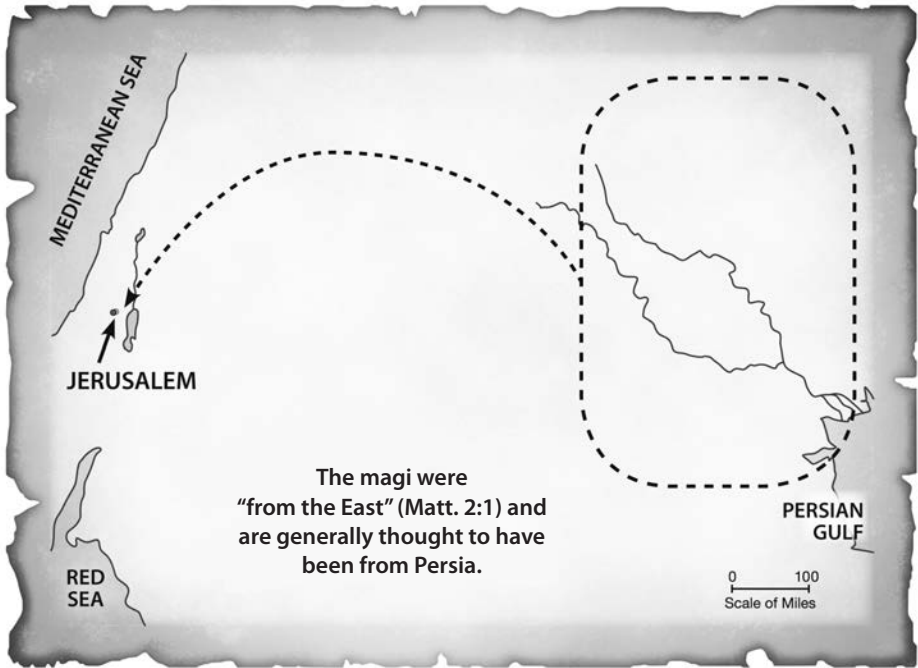 MEDITERRANEAN SEA
JERUSALEM
The magi were
“from the East” (Matt. 2:1) and
are generally thought to have
been from Persia.
PERSIAN
GULF
RED
SEA
0 100
Scale of Miles